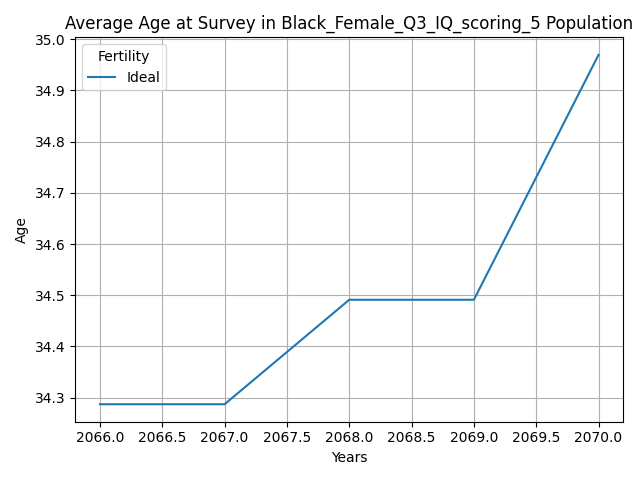 Average Age at Survey in Black_Female_Q3_IQ_scoring_5 Population
Fertility
Ideal
35.0
34.9
34.8
34.7
34.6
34.5
34.4
34.3
Age
2066.0 2066.5 2067.0 2067.5 2068.0 2068.5 2069.0 2069.5 2070.0
Years